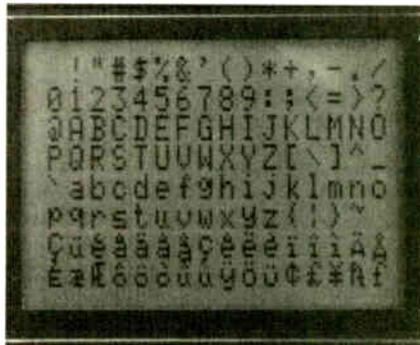 !"#$%&'()*+,-./
0123456789:;<=>?
@ABCDEFGHIJKLMNO
PQRSTUVWXYZ[\]^_
`abcdefghijklmno
pqrstuvwxyz{|}~
ÇüéâäàåçêëèïîìÄÅ
ÉæÆôöòûùÿÖÜ¢£¥₧ƒ